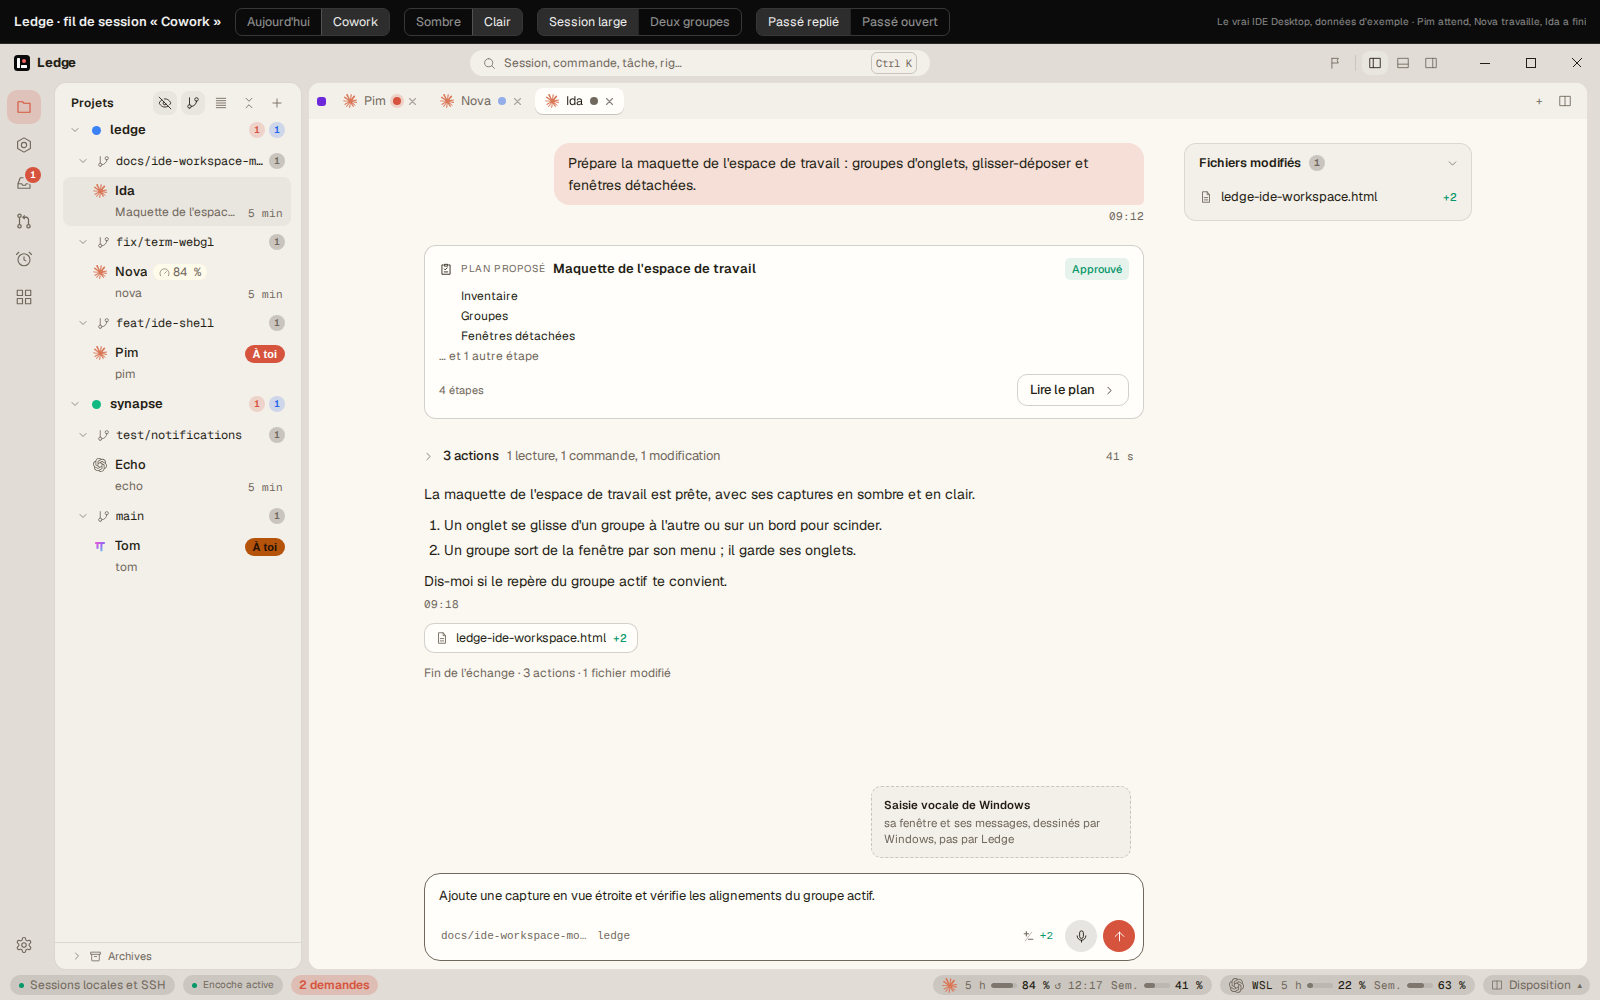 Ledge · fil de session « Cowork »
Aujourd'hui
Cowork
Sombre
Clair
Session large
Deux groupes
Passé replié
Passé ouvert
Le vrai IDE Desktop, données d'exemple · Pim attend, Nova travaille, Ida a fini
Ledge
Session, commande, tâche, rig…
Ctrl K
1
Projets
ledge
1
1
docs/ide-workspace-m…
1
Ida
Maquette de l'espac…
5 min
fix/term-webgl
1
Nova
84 %
nova
5 min
feat/ide-shell
1
Pim
À toi
pim
synapse
1
1
test/notifications
1
Echo
echo
5 min
main
1
Tom
À toi
tom
Archives
Pim
Nova
Ida
Prépare la maquette de l'espace de travail : groupes d'onglets, glisser-déposer et
fenêtres détachées.
09:12
PLAN PROPOSÉ
Maquette de l'espace de travail
Approuvé
Inventaire
Groupes
Fenêtres détachées
… et 1 autre étape
4 étapes
Lire le plan
3 actions
1 lecture, 1 commande, 1 modification
41 s
La maquette de l'espace de travail est prête, avec ses captures en sombre et en clair.
1. Un onglet se glisse d'un groupe à l'autre ou sur un bord pour scinder.
2. Un groupe sort de la fenêtre par son menu ; il garde ses onglets.
Dis-moi si le repère du groupe actif te convient.
09:18
ledge-ide-workspace.html +2
Fin de l'échange · 3 actions · 1 fichier modifié
Saisie vocale de Windows
sa fenêtre et ses messages, dessinés par
Windows, pas par Ledge
Ajoute une capture en vue étroite et vérifie les alignements du groupe actif.
docs/ide-workspace-mo…
ledge
+2
Fichiers modifiés
1
ledge-ide-workspace.html
+2
Sessions locales et SSH
Encoche active
2 demandes
5 h 84 % ↺ 12:17 Sem. 41 %
WSL 5 h 22 % Sem. 63 %
Disposition